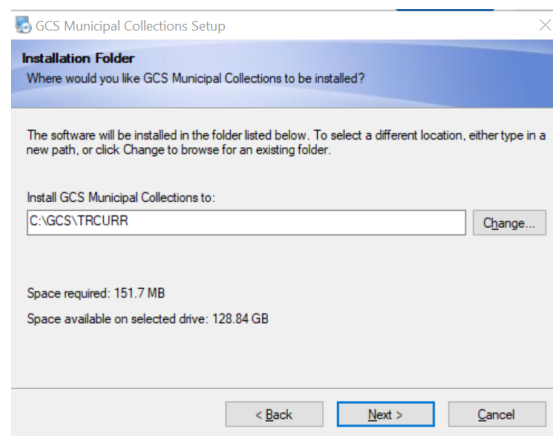 GCS Municipal Collections Setup
Installation Folder
Where would you like GCS Municipal Collections to be installed?
The software will be installed in the folder listed below. To select a different location, either type in a
new path, or click Change to browse for an existing folder.
Install GCS Municipal Collections to:
C:\GCS\TRCURR
Change...
Space required: 151.7 MB
Space available on selected drive: 128.84 GB
< Back
Next >
Cancel